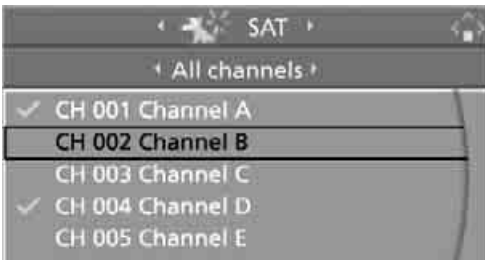 SAT
All channels
CH 001 Channel A
CH 002 Channel B
CH 003 Channel C
CH 004 Channel D
CH 005 Channel E